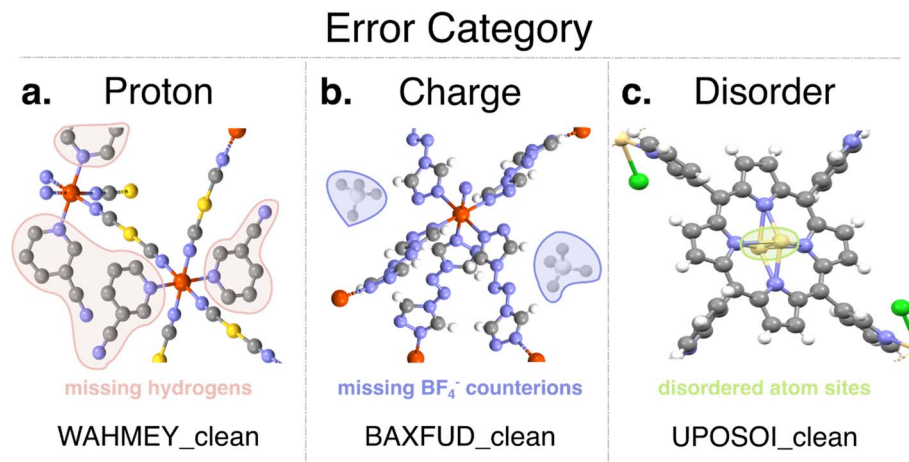 Error Category
a. Proton
b. Charge
c. Disorder
missing hydrogens
missing BF₄⁻ counterions
disordered atom sites
WAHMEY_clean
BAXFUD_clean
UPOSOI_clean